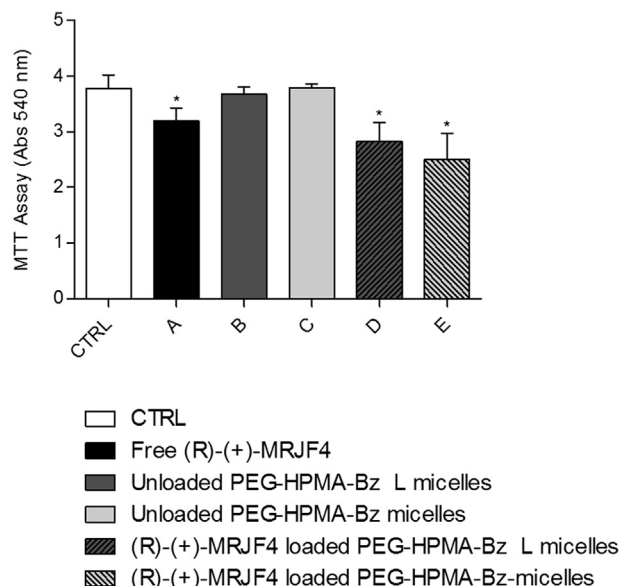 MTT Assay (Abs 540 nm)
5
4
3
2
1
0
*
*
*
CTRL
A
B
C
D
E
CTRL
Free (R)-(+)-MRJF4
Unloaded PEG-HPMA-Bz L micelles
Unloaded PEG-HPMA-Bz micelles
(R)-(+)-MRJF4 loaded PEG-HPMA-Bz L micelles
(R)-(+)-MRJF4 loaded PEG-HPMA-Bz-micelles